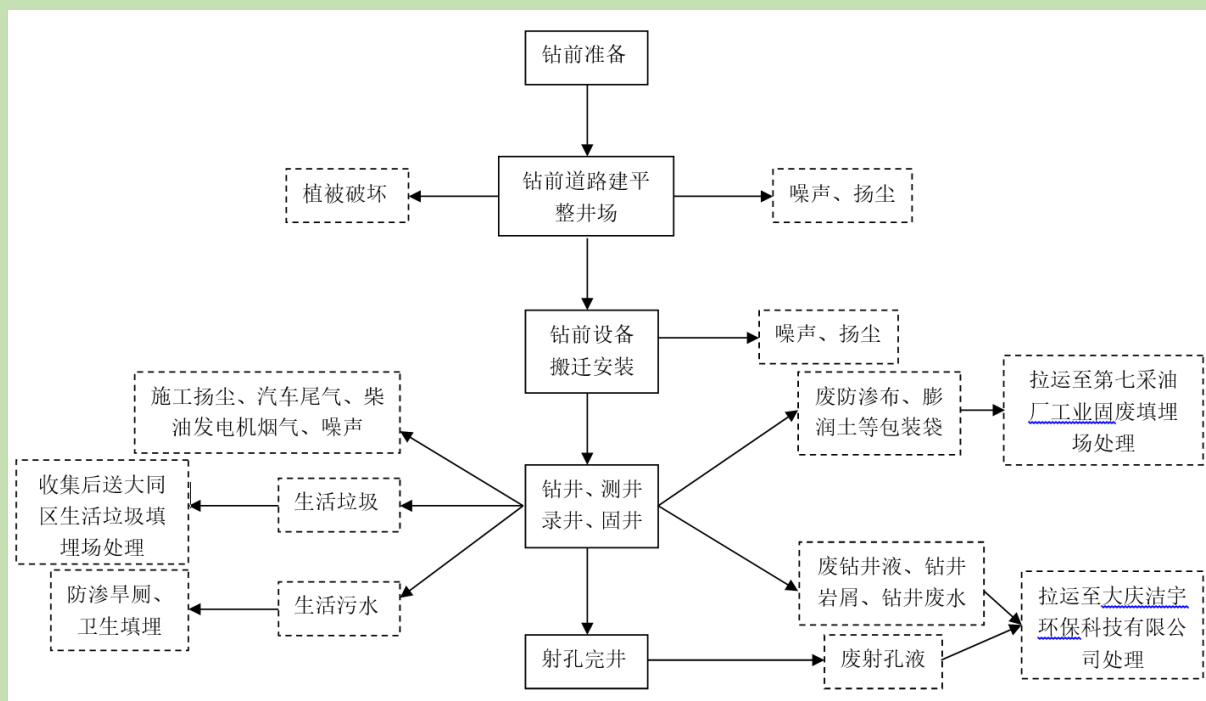 钻前准备
植被破坏
钻前道路建平
整井场
噪声、扬尘
钻前设备
搬迁安装
噪声、扬尘
施工扬尘、汽车尾气、柴
油发电机烟气、噪声
废防渗布、膨
润土等包装袋
拉运至第七采油
厂工业固废填埋
场处理
收集后送大同
区生活垃圾填
埋场处理
生活垃圾
钻井、测井
录井、固井
防渗旱厕、
卫生填埋
生活污水
废钻井液、钻井
岩屑、钻井废水
拉运至大庆洁宇
环保科技有限公
司处理
射孔完井
废射孔液